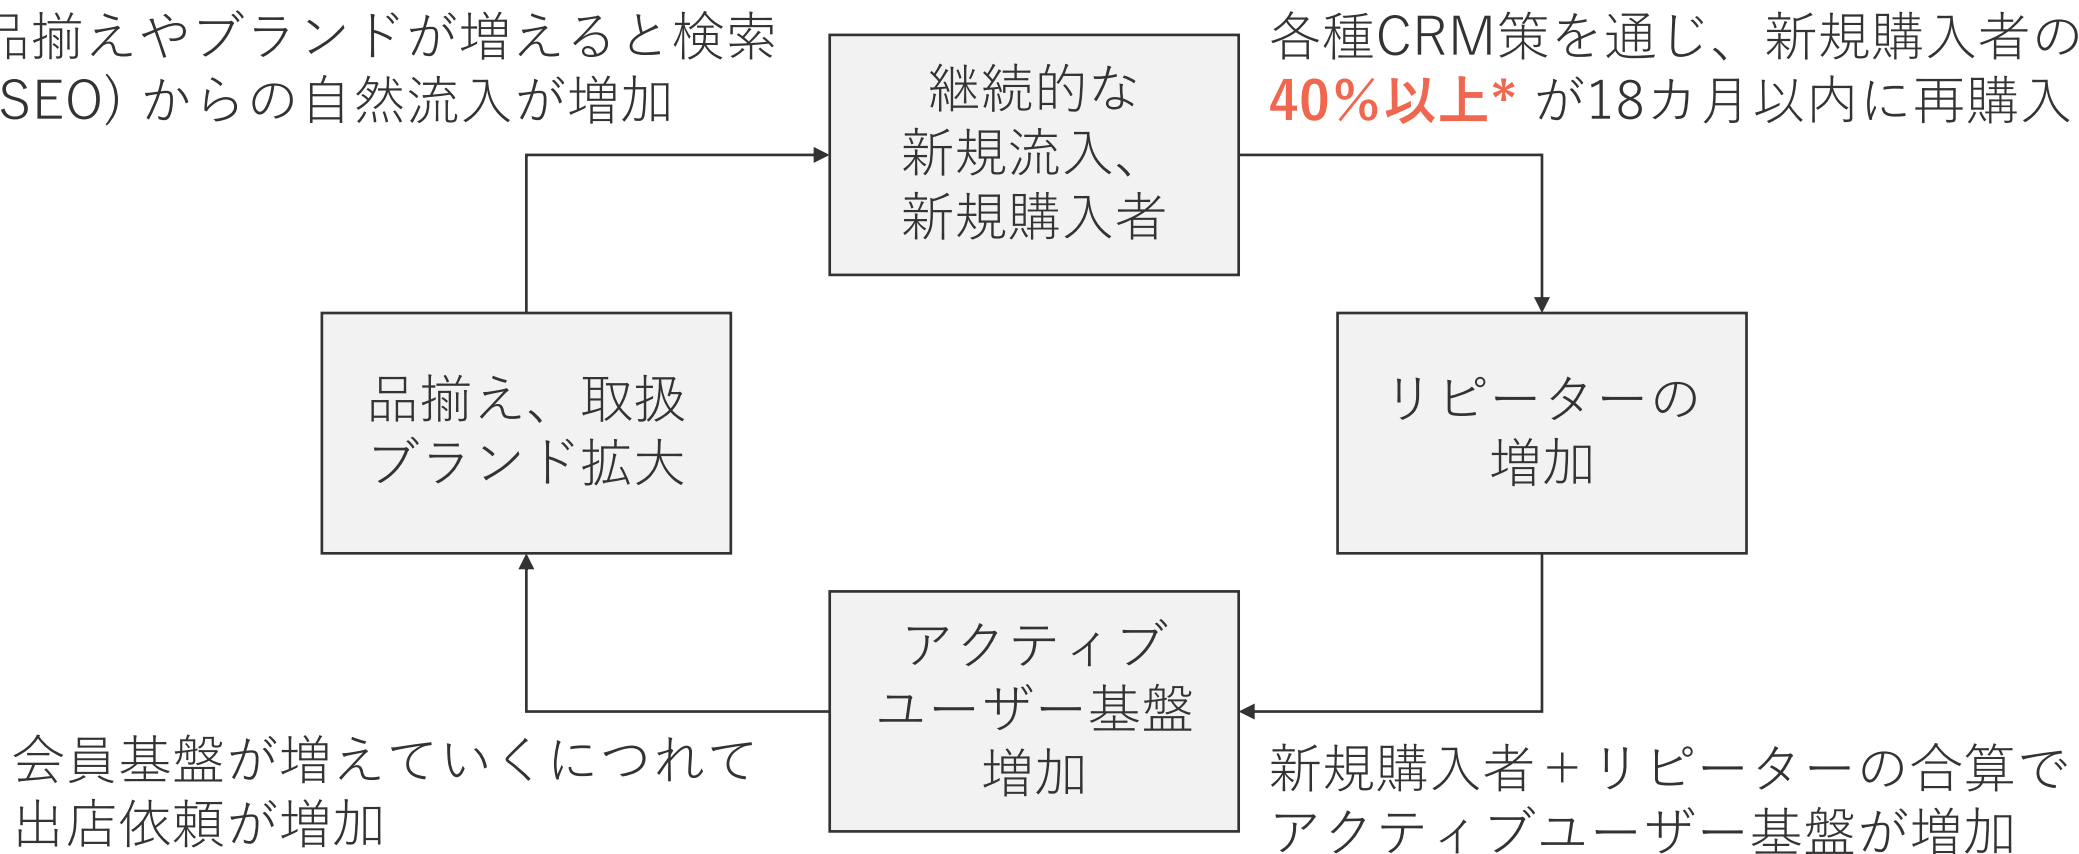 品揃えやブランドが増えると検索
SEO) からの自然流入が増加
各種CRM策を通じ、新規購入者の
40%以上* が18カ月以内に再購入
継続的な
新規流入、
新規購入者
品揃え、取扱
ブランド拡大
リピーターの
増加
アクティブ
ユーザー基盤
増加
会員基盤が増えていくにつれて
出店依頼が増加
新規購入者＋リピーターの合算で
アクティブユーザー基盤が増加